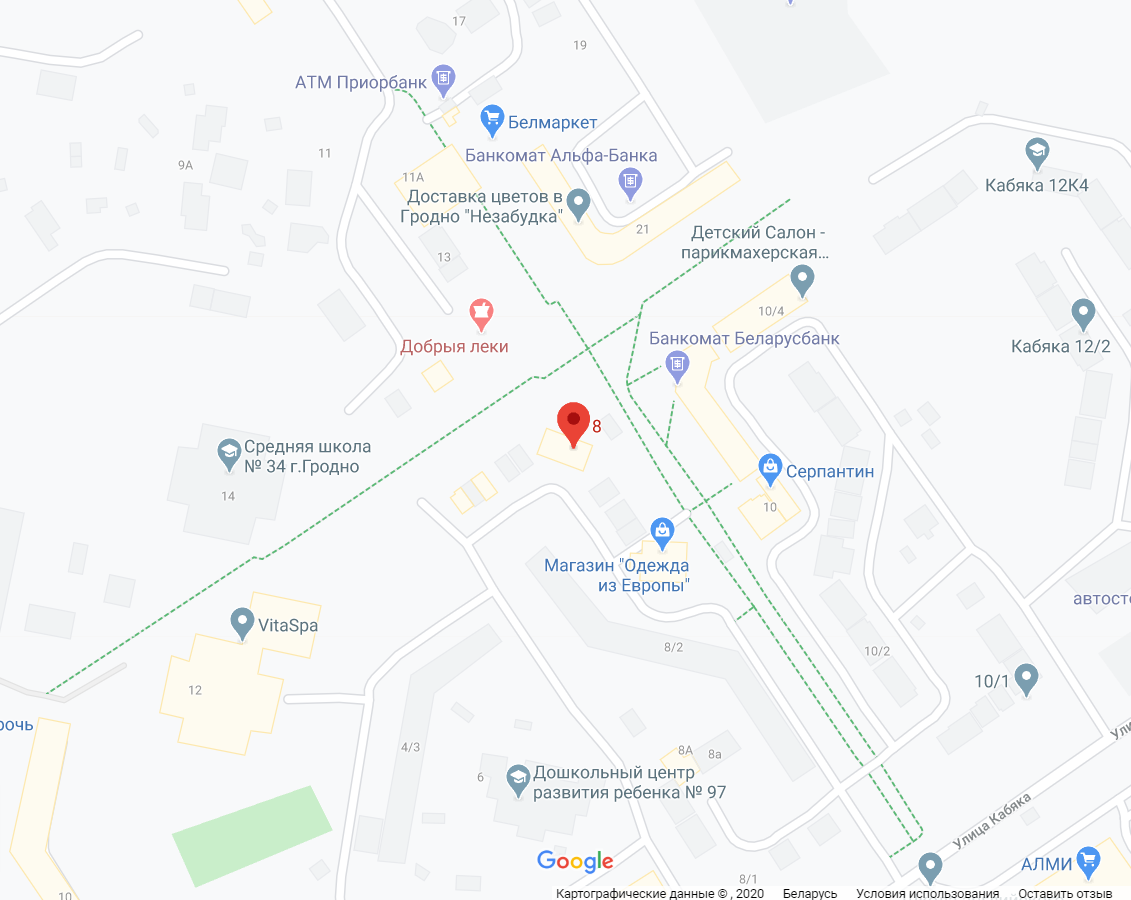 17
19
АТМ Приорбанк
Белмаркет
11
Банкомат Альфа-Банка
9А
11А
Кабяка 12К4
Доставка цветов в
Гродно "Незабудка"
21
Детский Салон -
парикмахерская...
13
10/4
Добрыя леки
Банкомат Беларусбанк
Кабяка 12/2
8
Средняя школа
№ 34 г.Гродно
14
Серпантин
10
Магазин "Одежда
из Европы"
автосто
VitaSpa
8/2
10/2
12
10/1
рочь
Ули
4/3
8А
8а
6
Дошкольный центр
развития ребенка № 97
Улица Кабяка
Google
АЛМИ
8/1
10
Картографические данные © , 2020
Беларусь
Условия использования
Оставить отзыв